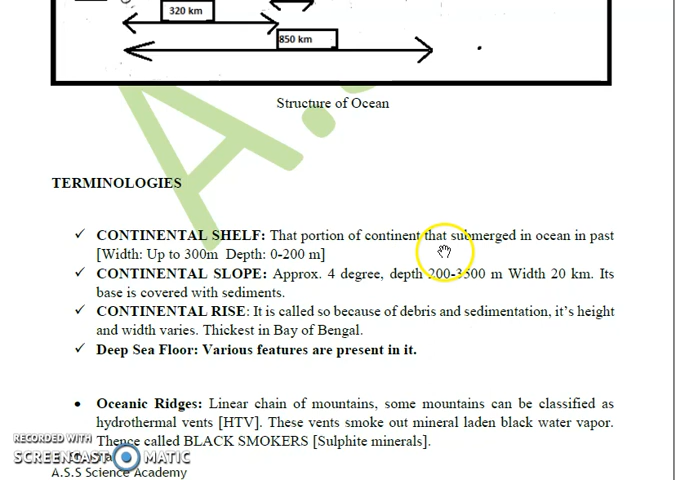 320 km
850 km
Structure of Ocean
TERMINOLOGIES
✓ CONTINENTAL SHELF: That portion of continent that submerged in ocean in past
[Width: Up to 300m Depth: 0-200 m]
✓ CONTINENTAL SLOPE: Approx. 4 degree, depth 200-3500 m Width 20 km. Its
base is covered with sediments.
✓ CONTINENTAL RISE: It is called so because of debris and sedimentation, it's height
and width varies. Thickest in Bay of Bengal.
✓ Deep Sea Floor: Various features are present in it.
• Oceanic Ridges: Linear chain of mountains, some mountains can be classified as
hydrothermal vents [HTV]. These vents smoke out mineral laden black water vapor.
Thence called BLACK SMOKERS [Sulphite minerals].
RECORDED WITH
SCREENCAST MATIC
A.S.S Science Academy